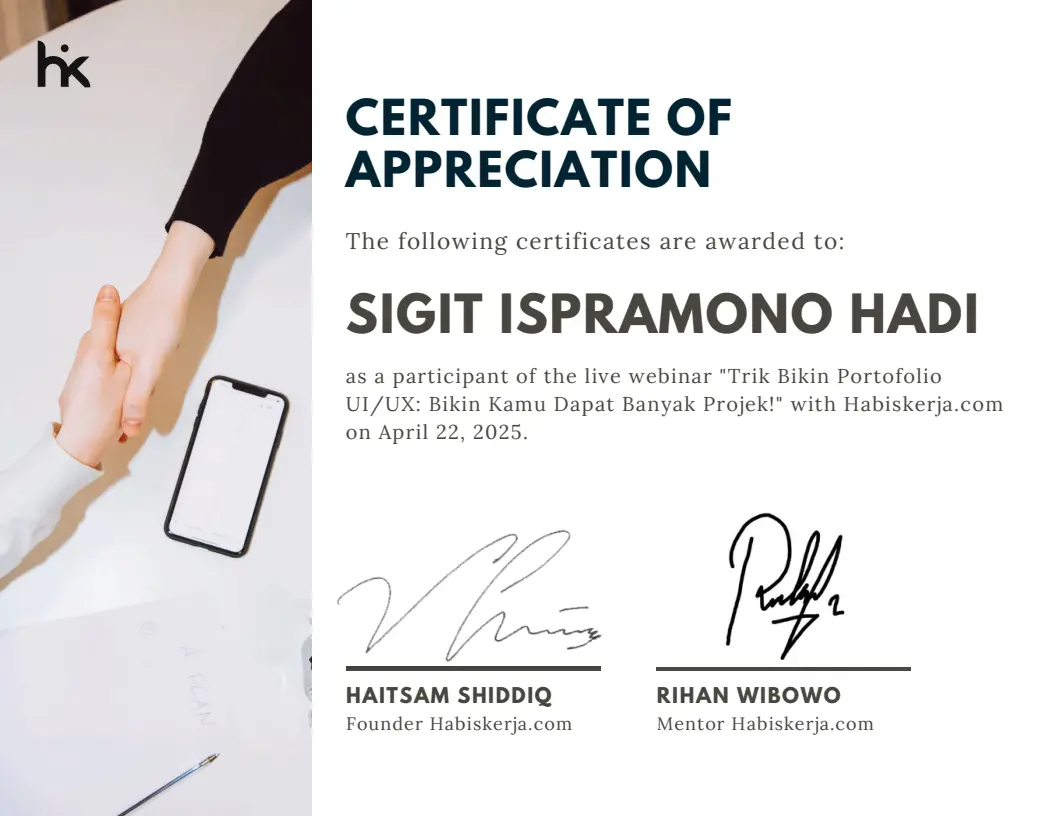 hk
CERTIFICATE OF
APPRECIATION
The following certificates are awarded to:
SIGIT ISPRAMONO HADI
as a participant of the live webinar "Trik Bikin Portofolio
UI/UX: Bikin Kamu Dapat Banyak Projek!" with Habiskerja.com
on April 22, 2025.
A PLAN
HAITSAM SHIDDIQ
Founder Habiskerja.com
RIHAN WIBOWO
Mentor Habiskerja.com